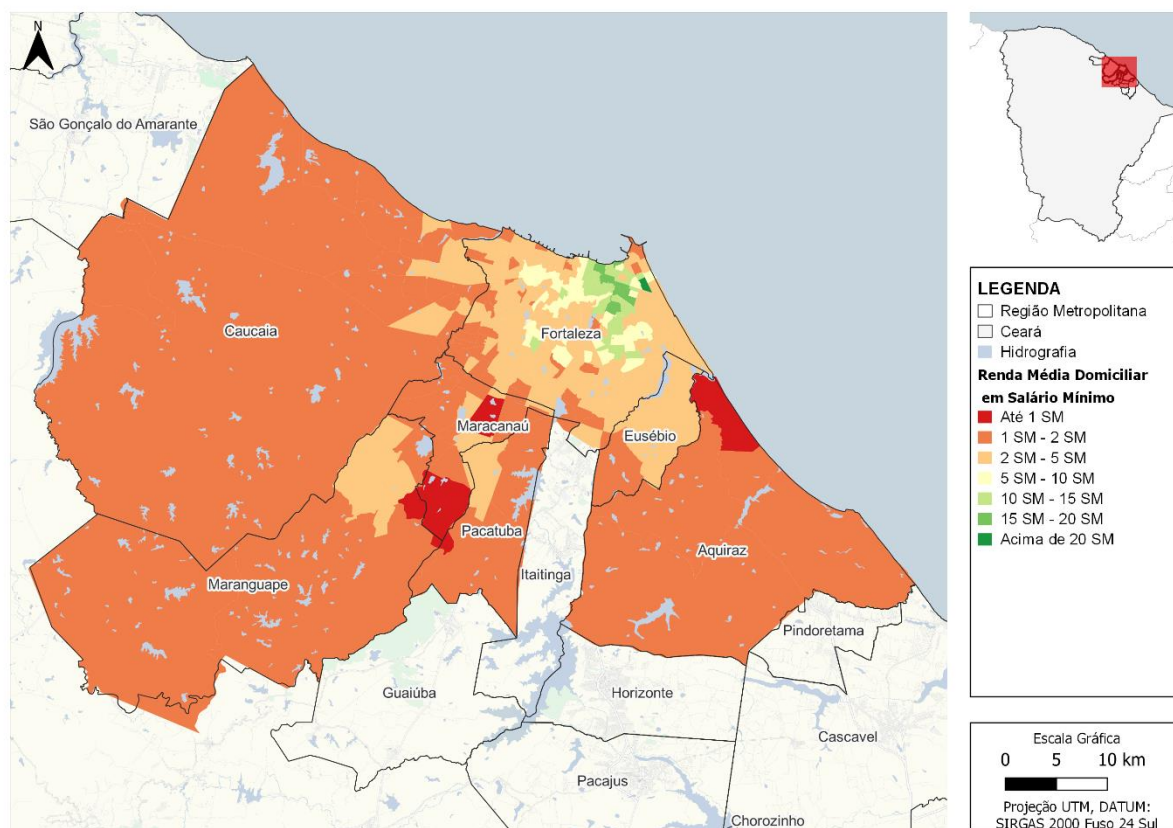 N
São Gonçalo do Amarante
Caucaia
Fortaleza
Maracanaú
Eusébio
Pacatuba
Aquiraz
Itaitinga
Maranguape
Pindoretama
Guaiúba
Horizonte
Cascavel
Pacajus
Chorozinho
LEGENDA
Região Metropolitana
Ceará
Hidrografia
Renda Média Domiciliar
em Salário Mínimo
Até 1 SM
1 SM - 2 SM
2 SM - 5 SM
5 SM - 10 SM
10 SM - 15 SM
15 SM - 20 SM
Acima de 20 SM
Escala Gráfica
0 5 10 km
Projeção UTM, DATUM:
SIRGAS 2000 Fuso 24 Sul